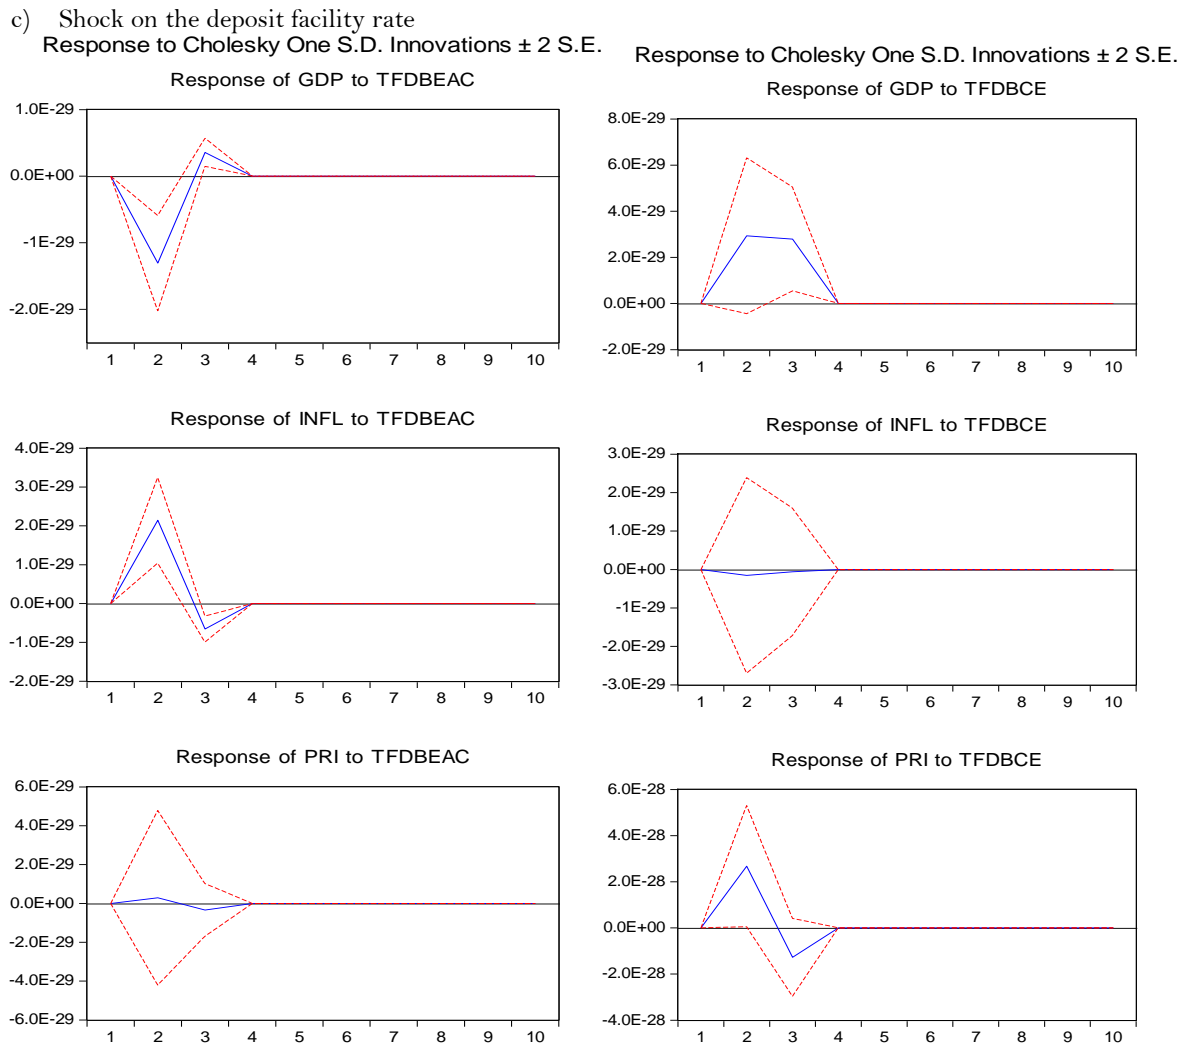 c) Shock on the deposit facility rate
Response to Cholesky One S.D. Innovations ± 2 S.E.
Response of GDP to TFDBEAC
1.0E-29
0.0E+00
-1E-29
-2.0E-29
1 2 3 4 5 6 7 8 9 10
Response of INFL to TFDBEAC
4.0E-29
3.0E-29
2.0E-29
1.0E-29
0.0E+00
-1.0E-29
-2.0E-29
1 2 3 4 5 6 7 8 9 10
Response of PRI to TFDBEAC
6.0E-29
4.0E-29
2.0E-29
0.0E+00
-2.0E-29
-4.0E-29
-6.0E-29
1 2 3 4 5 6 7 8 9 10
Response to Cholesky One S.D. Innovations ± 2 S.E.
Response of GDP to TFDBCE
8.0E-29
6.0E-29
4.0E-29
2.0E-29
0.0E+00
-2.0E-29
1 2 3 4 5 6 7 8 9 10
Response of INFL to TFDBCE
3.0E-29
2.0E-29
1.0E-29
0.0E+00
-1E-29
-2.0E-29
-3.0E-29
1 2 3 4 5 6 7 8 9 10
Response of PRI to TFDBCE
6.0E-28
4.0E-28
2.0E-28
0.0E+00
-2.0E-28
-4.0E-28
1 2 3 4 5 6 7 8 9 10